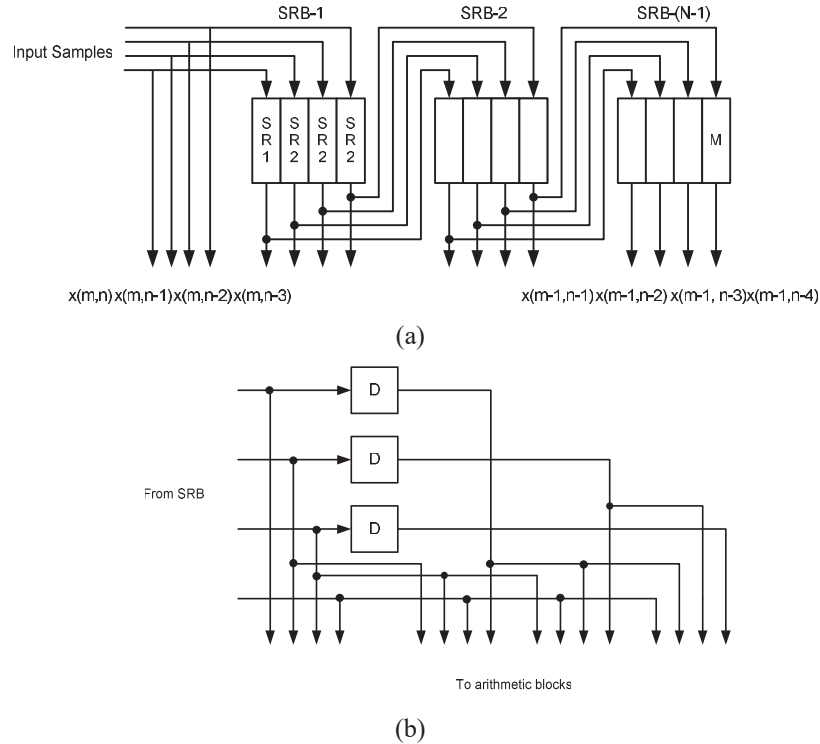 SRB-1 SRB-2 SRB-(N-1)
Input Samples
S R 1 S R 2 S R 2 S R 2 M
x(m,n) x(m,n-1) x(m,n-2) x(m,n-3) x(m-1,n-1) x(m-1,n-2) x(m-1, n-3) x(m-1,n-4)
(a)
D
D
From SRB
D
To arithmetic blocks
(b)